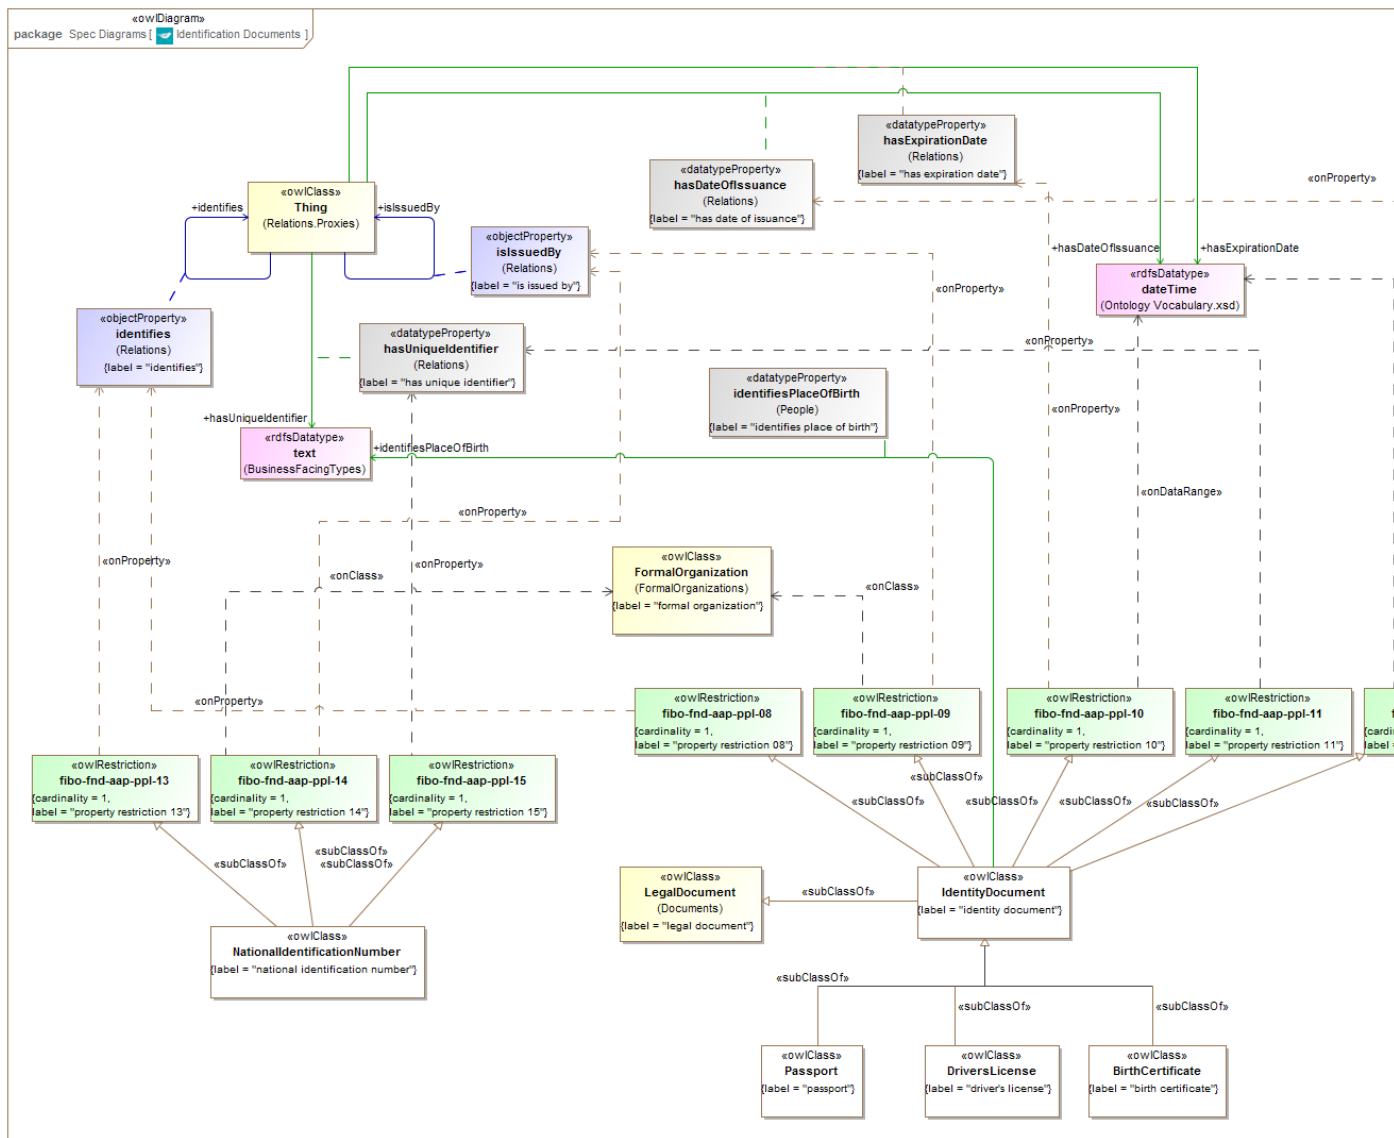 «owlDiagram»
package Spec Diagrams [ Identification Documents ]
«datatypeProperty»
hasExpirationDate
(Relations)
{label = "has expiration date"}
«datatypeProperty»
hasDateOfIssuance
(Relations)
{label = "has date of issuance"}
«onProperty»
«owlClass»
Thing
(Relations.Proxies)
+identifies
+isIssuedBy
«objectProperty»
isIssuedBy
(Relations)
{label = "is issued by"}
+hasDateOfIssuance
+hasExpirationDate
«rdfsDatatype»
dateTime
(Ontology Vocabulary.xsd)
«onProperty»
«objectProperty»
identifies
(Relations)
{label = "identifies"}
«datatypeProperty»
hasUniqueIdentifier
(Relations)
{label = "has unique identifier"}
«onProperty»
«datatypeProperty»
identifiesPlaceOfBirth
(People)
{label = "identifies place of birth"}
«onProperty»
+hasUniqueIdentifier
«rdfsDatatype»
text
(BusinessFacingTypes)
+identifiesPlaceOfBirth
«onDataRange»
«onProperty»
«onClass»
«onProperty»
«owlClass»
FormalOrganization
(FormalOrganizations)
{label = "formal organization"}
«onClass»
«onProperty»
«owlRestriction»
fibo-fnd-aap-ppl-08
{cardinality = 1,
label = "property restriction 08"}
«owlRestriction»
fibo-fnd-aap-ppl-09
{cardinality = 1,
label = "property restriction 09"}
«owlRestriction»
fibo-fnd-aap-ppl-10
{cardinality = 1,
label = "property restriction 10"}
«owlRestriction»
fibo-fnd-aap-ppl-11
{cardinality = 1,
label = "property restriction 11"}
{cardin
label =
«owlRestriction»
fibo-fnd-aap-ppl-13
{cardinality = 1,
label = "property restriction 13"}
«owlRestriction»
fibo-fnd-aap-ppl-14
{cardinality = 1,
label = "property restriction 14"}
«owlRestriction»
fibo-fnd-aap-ppl-15
{cardinality = 1,
label = "property restriction 15"}
«subClassOf»
«subClassOf»
«subClassOf»
«subClassOf»
«subClassOf»
«subClassOf»
«subClassOf»
«owlClass»
LegalDocument
(Documents)
{label = "legal document"}
«subClassOf»
«owlClass»
IdentityDocument
{label = "identity document"}
«owlClass»
NationalIdentificationNumber
{label = "national identification number"}
«subClassOf»
«subClassOf»
«subClassOf»
«owlClass»
Passport
{label = "passport"}
«owlClass»
DriversLicense
{label = "driver's license"}
«owlClass»
BirthCertificate
{label = "birth certificate"}